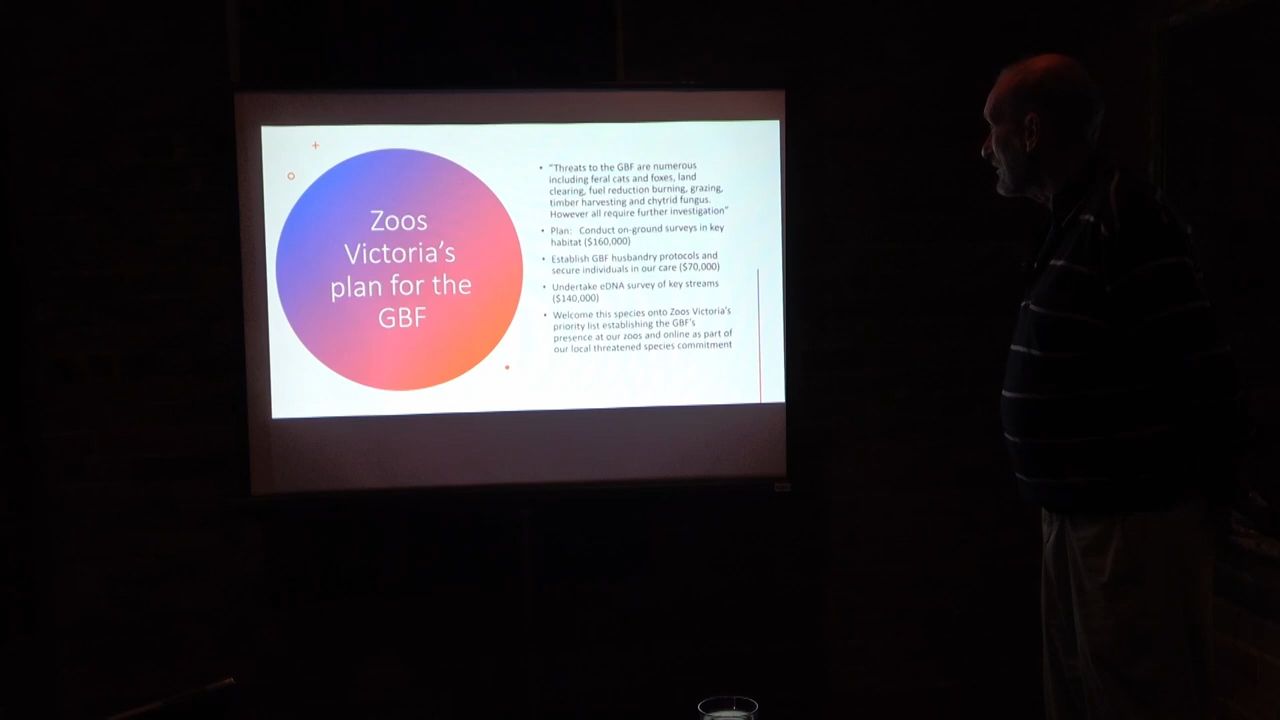 Zoos
Victoria's
plan for the
GBF
• "Threats to the GBF are numerous
including feral cats and foxes, land
clearing, fuel reduction burning, grazing,
timber harvesting and chytrid fungus.
However all require further investigation"
• Plan: Conduct on-ground surveys in key
habitat ($160,000)
• Establish GBF husbandry protocols and
secure individuals in our care ($70,000)
• Undertake eDNA survey of key streams
($140,000)
• Welcome this species onto Zoos Victoria's
priority list establishing the GBF's
presence at our zoos and online as part of
our local threatened species commitment